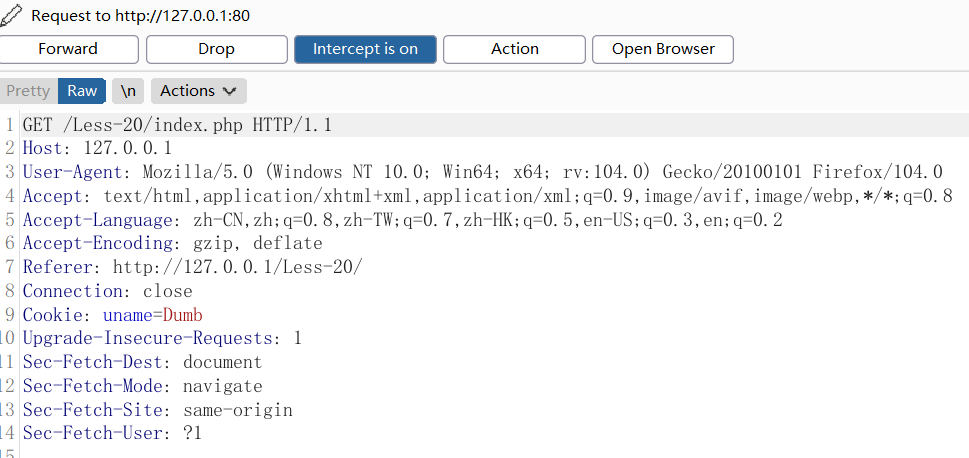 Request to http://127.0.0.1:80
Forward Drop Intercept is on Action Open Browser
Pretty Raw \n Actions
1 GET /Less-20/index.php HTTP/1.1
2 Host: 127.0.0.1
3 User-Agent: Mozilla/5.0 (Windows NT 10.0; Win64; x64; rv:104.0) Gecko/20100101 Firefox/104.0
4 Accept: text/html,application/xhtml+xml,application/xml;q=0.9,image/avif,image/webp,*/*;q=0.8
5 Accept-Language: zh-CN,zh;q=0.8,zh-TW;q=0.7,zh-HK;q=0.5,en-US;q=0.3,en;q=0.2
6 Accept-Encoding: gzip, deflate
7 Referer: http://127.0.0.1/Less-20/
8 Connection: close
9 Cookie: uname=Dumb
10 Upgrade-Insecure-Requests: 1
11 Sec-Fetch-Dest: document
12 Sec-Fetch-Mode: navigate
13 Sec-Fetch-Site: same-origin
14 Sec-Fetch-User: ?1
15